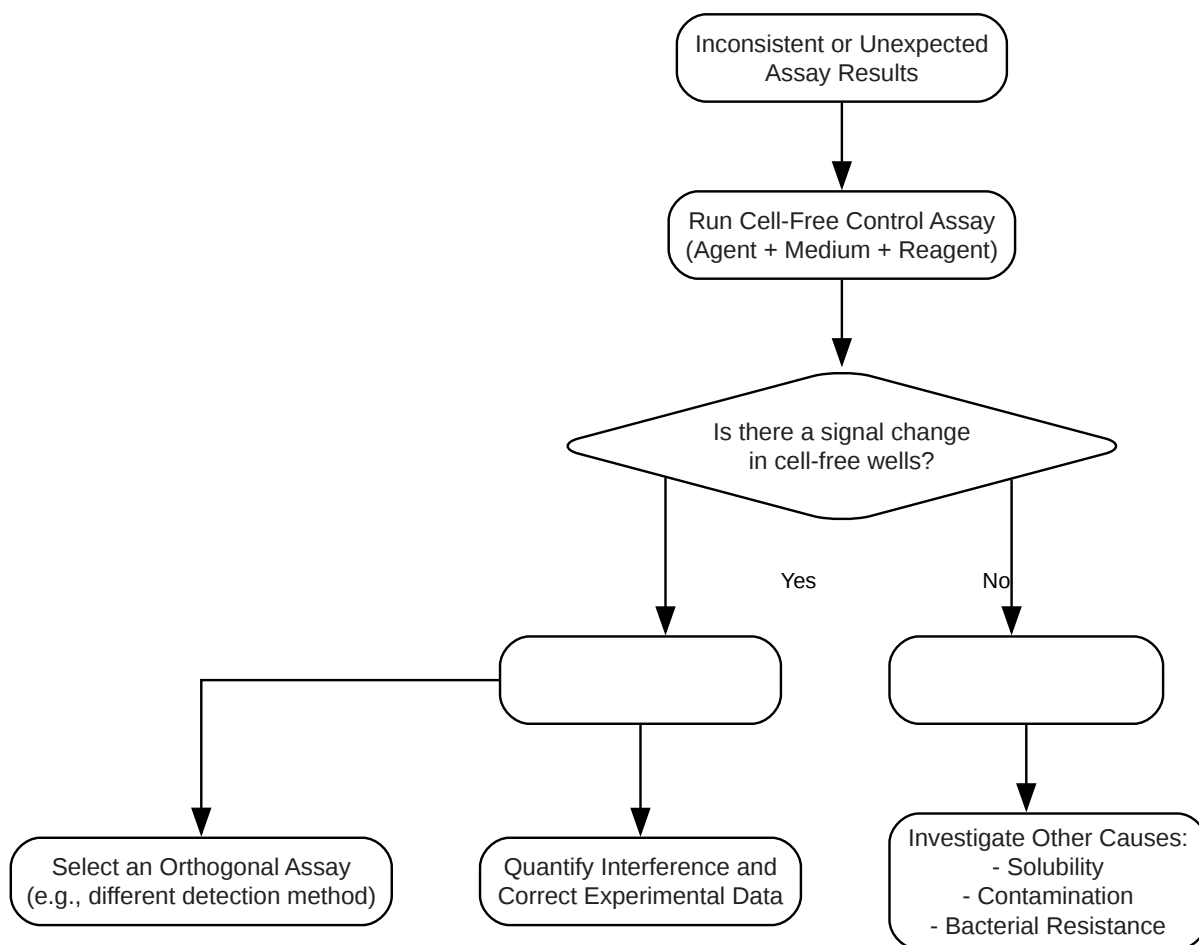 Inconsistent or Unexpected
Assay Results
Run Cell-Free Control Assay
(Agent + Medium + Reagent)
Is there a signal change
in cell-free wells?
Yes
No
Select an Orthogonal Assay
(e.g., different detection method)
Quantify Interference and
Correct Experimental Data
Investigate Other Causes:
- Solubility
- Contamination
- Bacterial Resistance